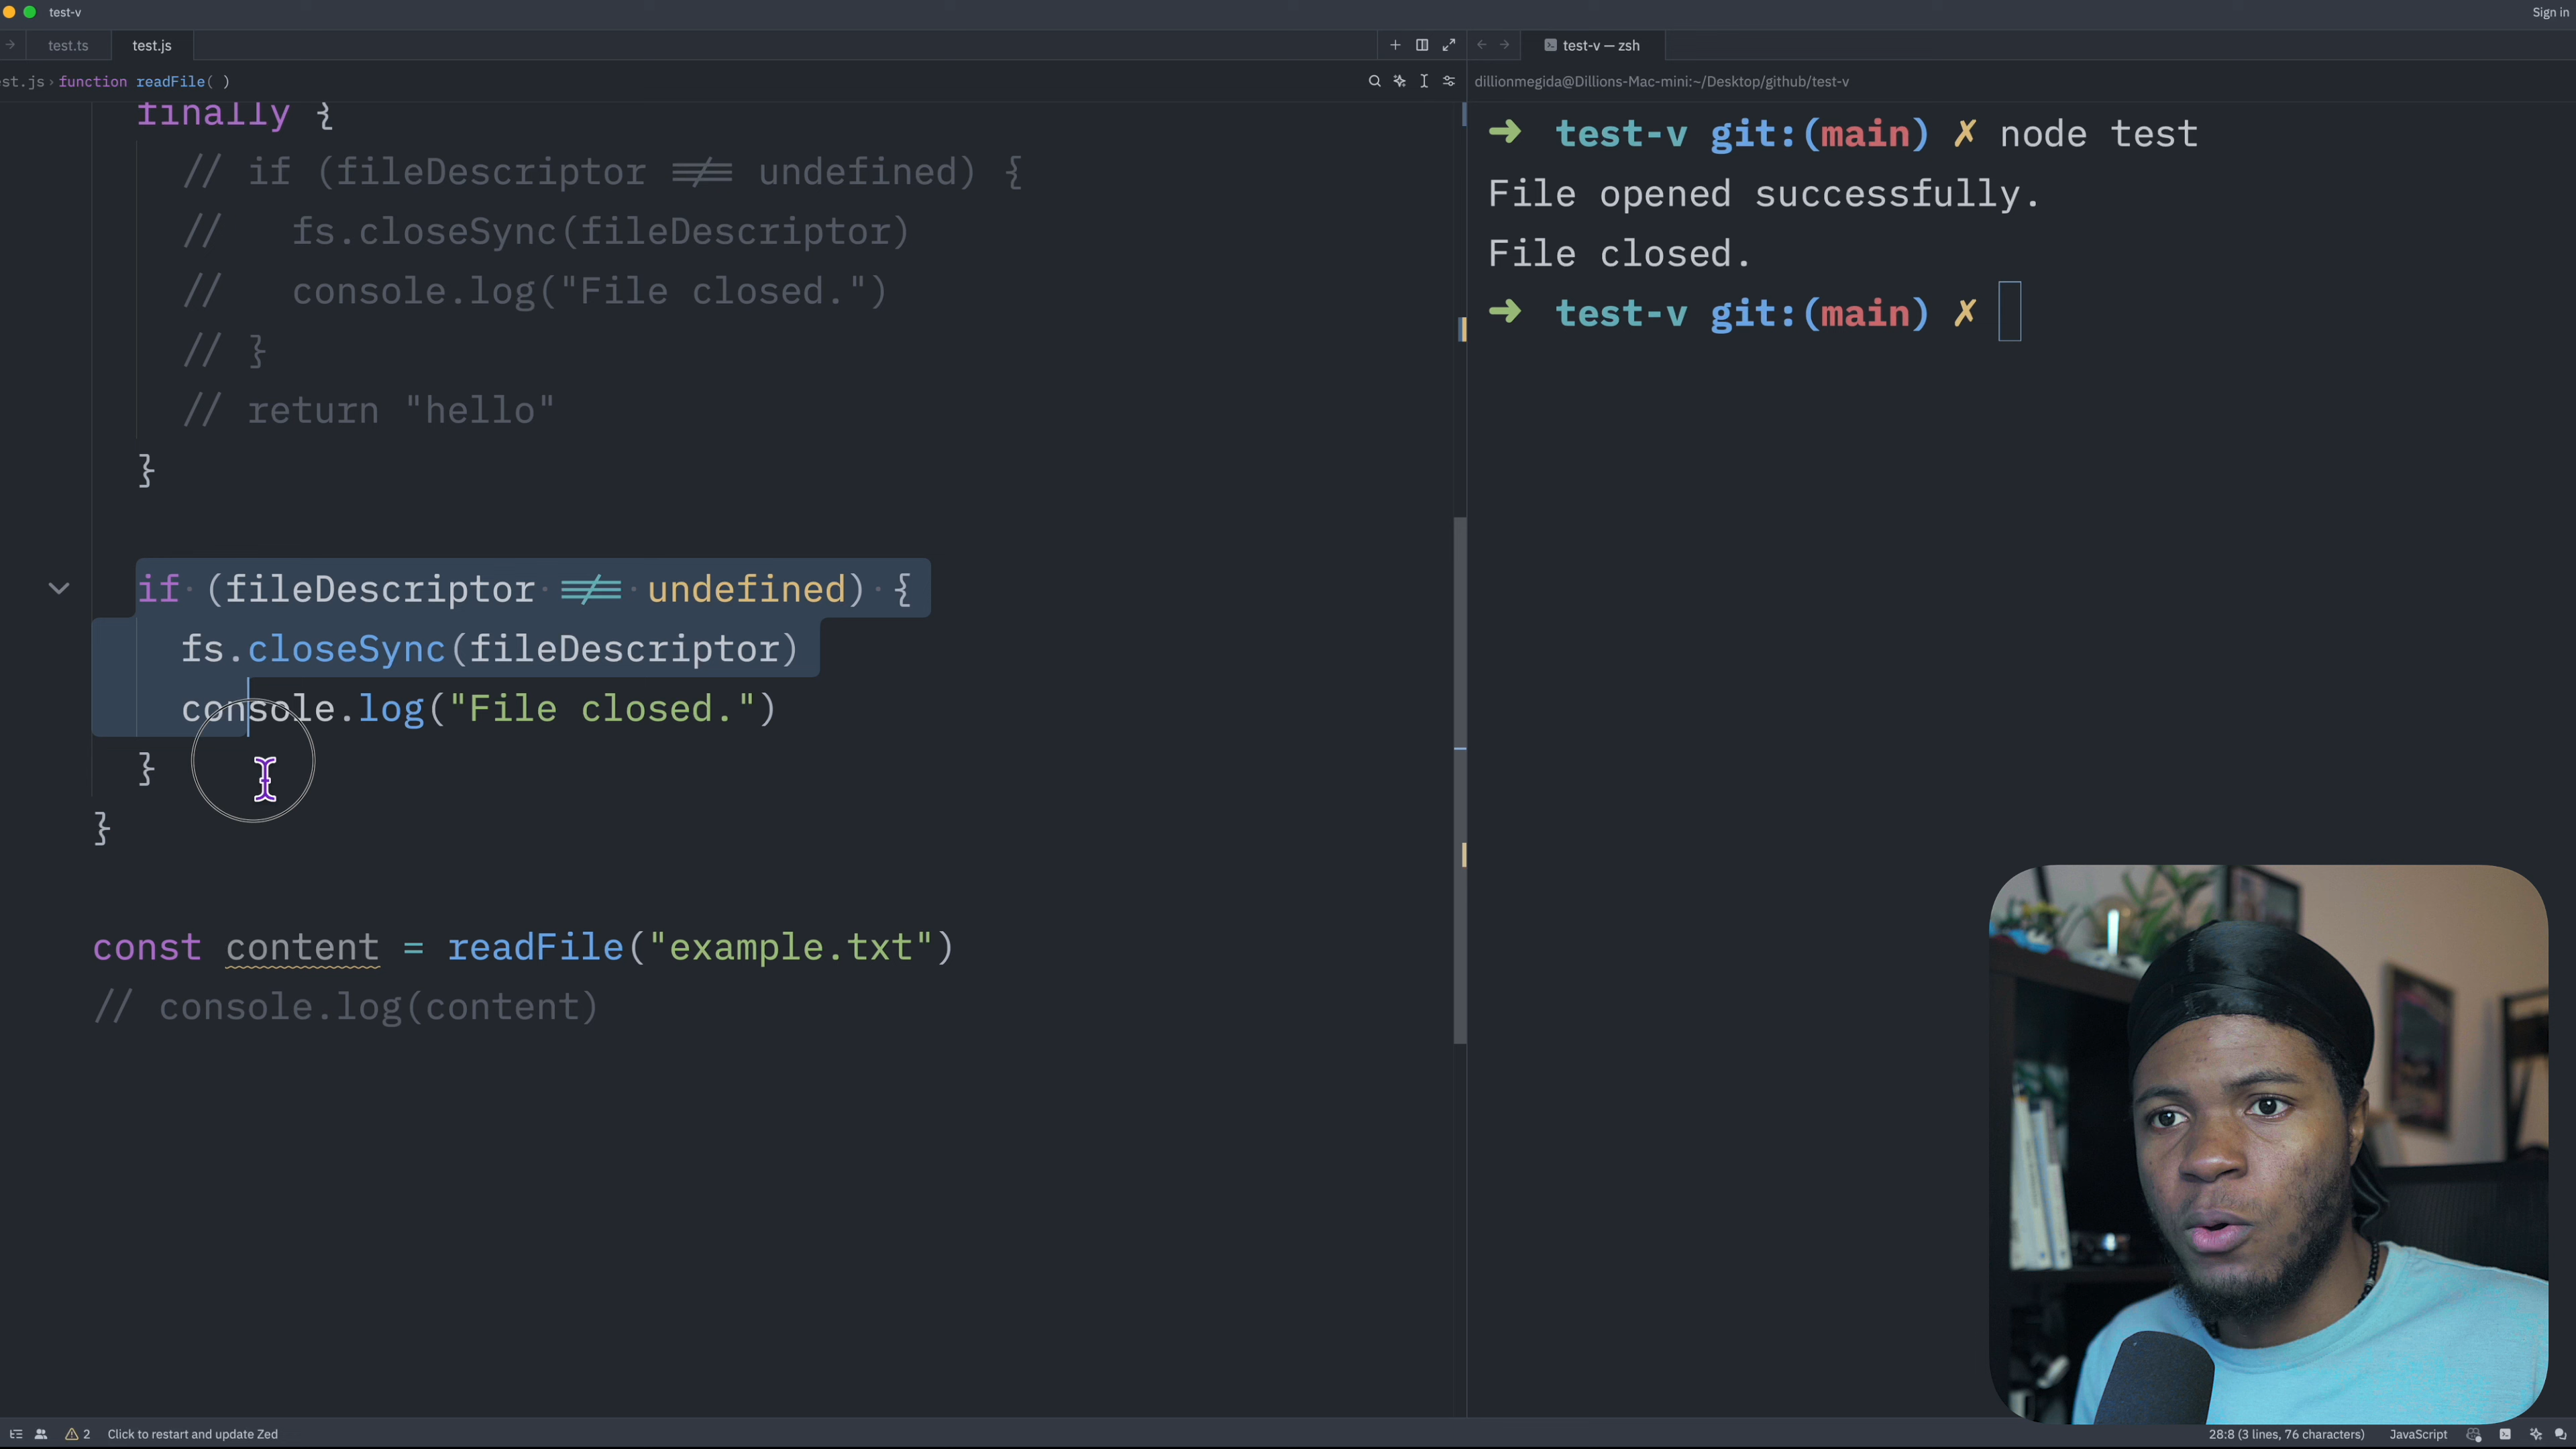 test-v
Sign in
test.ts
test.js
test-v — zsh
est.js › function readFile( )
dillionmegida@Dillions-Mac-mini:~/Desktop/github/test-v
finally {
// if (fileDescriptor !== undefined) {
//   fs.closeSync(fileDescriptor)
//   console.log("File closed.")
// }
// return "hello"
}
if (fileDescriptor !== undefined) {
fs.closeSync(fileDescriptor)
console.log("File closed.")
}
}
const content = readFile("example.txt")
// console.log(content)
➜ test-v git:(main) ✗ node test
File opened successfully.
File closed.
➜ test-v git:(main) ✗
2
Click to restart and update Zed
28:8 (3 lines, 76 characters)
JavaScript